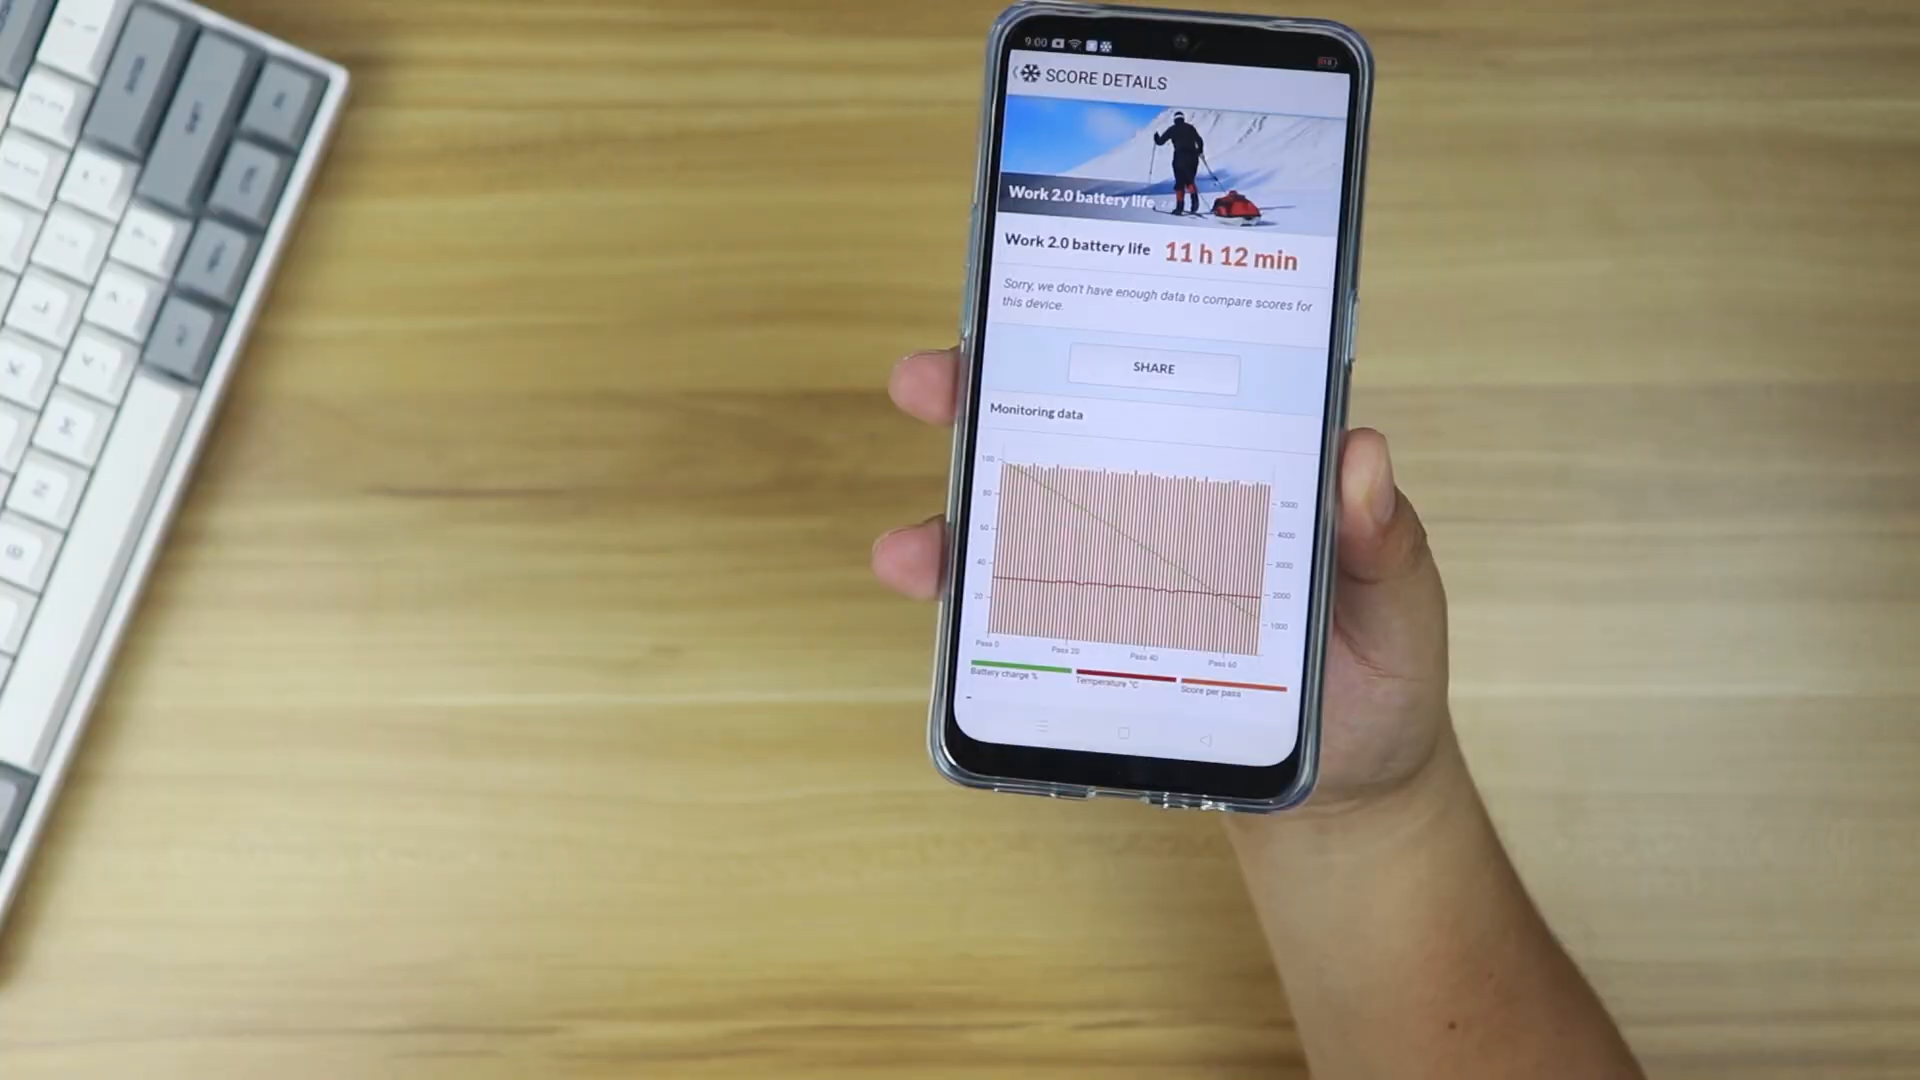 9:00
SCORE DETAILS
Work 2.0 battery life
Work 2.0 battery life 11 h 12 min
Sorry, we don't have enough data to compare scores for
this device.
SHARE
Monitoring data
100
80
60
40
20
5000
4000
3000
2000
1000
Pass 0 Pass 20 Pass 40 Pass 60
Battery charge % Temperature °C Score per pass